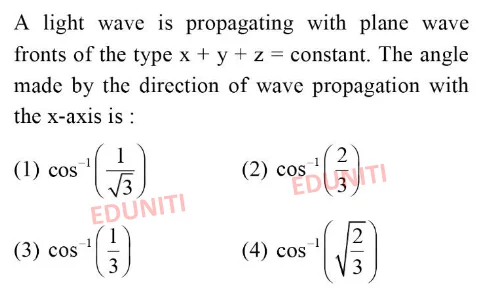 A light wave is propagating with plane wave
fronts of the type x + y + z = constant. The angle
made by the direction of wave propagation with
the x-axis is :
(1) cos⁻¹(1/√3) (2) cos⁻¹(2/3)
EDUNITI EDUNITI
(3) cos⁻¹(1/3) (4) cos⁻¹(√(2/3))